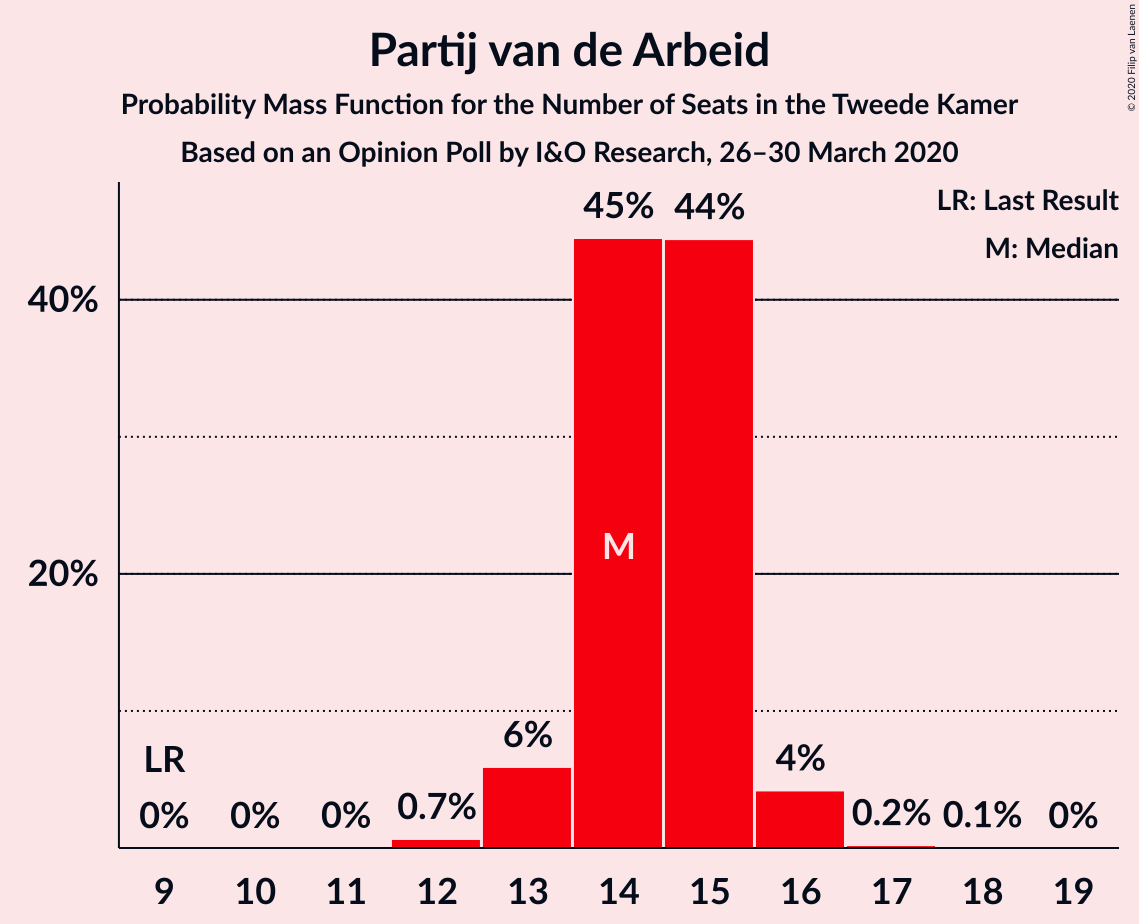 Partij van de Arbeid
Probability Mass Function for the Number of Seats in the Tweede Kamer
Based on an Opinion Poll by I&O Research, 26–30 March 2020
© 2020 Filip van Laenen
LR: Last Result
M: Median
45% 44%
40%
M
20%
LR
0% 0% 0% 0.7% 6% 4% 0.2% 0.1% 0%
9 10 11 12 13 14 15 16 17 18 19